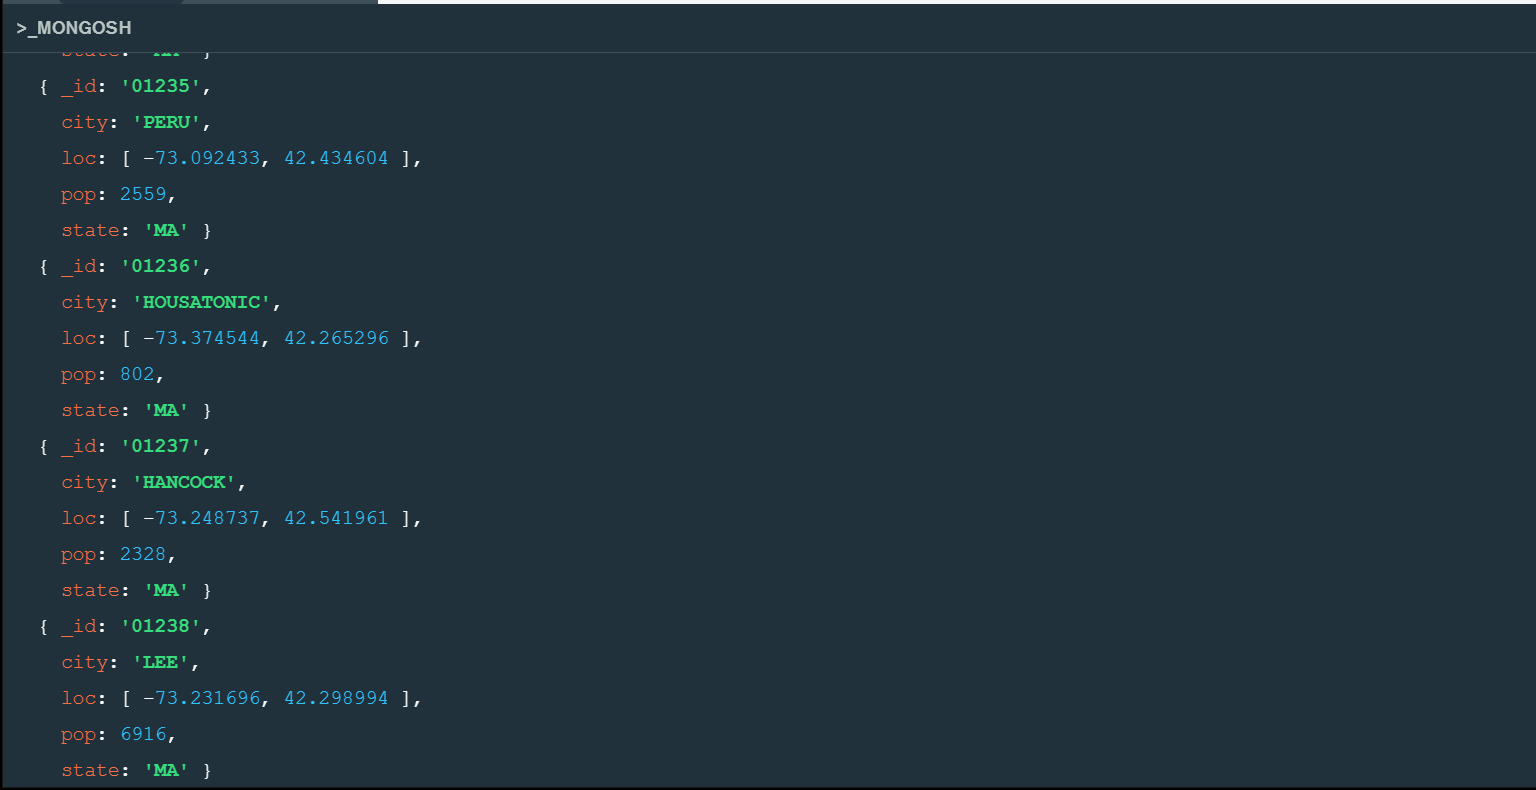 >_MONGOSH
state: 'MA' }
{ _id: '01235',
city: 'PERU',
loc: [ -73.092433, 42.434604 ],
pop: 2559,
state: 'MA' }
{ _id: '01236',
city: 'HOUSATONIC',
loc: [ -73.374544, 42.265296 ],
pop: 802,
state: 'MA' }
{ _id: '01237',
city: 'HANCOCK',
loc: [ -73.248737, 42.541961 ],
pop: 2328,
state: 'MA' }
{ _id: '01238',
city: 'LEE',
loc: [ -73.231696, 42.298994 ],
pop: 6916,
state: 'MA' }